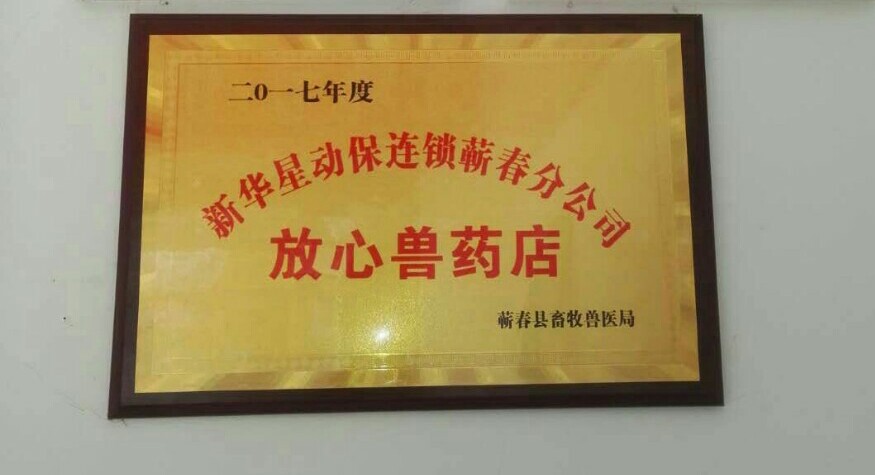 二0一七年度
新华星动保连锁蕲春分公司
放心兽药店
蕲春县畜牧兽医局